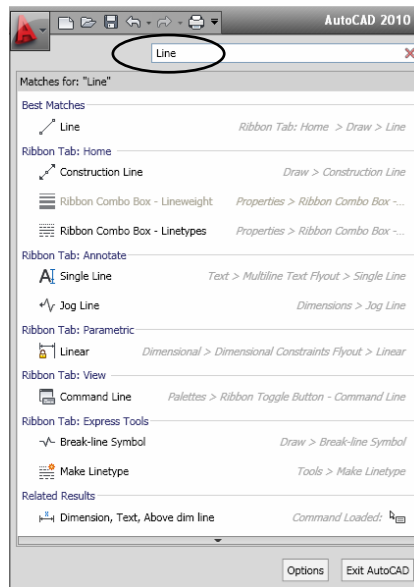 AutoCAD 2010
Line
Matches for: "Line"
Best Matches
Line Ribbon Tab: Home > Draw > Line
Ribbon Tab: Home
Construction Line Draw > Construction Line
Ribbon Combo Box - Lineweight Properties > Ribbon Combo Box -...
Ribbon Combo Box - Linetypes Properties > Ribbon Combo Box -...
Ribbon Tab: Annotate
Single Line Text > Multiline Text Flyout > Single Line
Jog Line Dimensions > Jog Line
Ribbon Tab: Parametric
Linear Dimensional > Dimensional Constraints Flyout > Linear
Ribbon Tab: View
Command Line Palettes > Ribbon Toggle Button - Command Line
Ribbon Tab: Express Tools
Break-line Symbol Draw > Break-line Symbol
Make Linetype Tools > Make Linetype
Related Results
Dimension, Text, Above dim line Command Loaded:
Options Exit AutoCAD